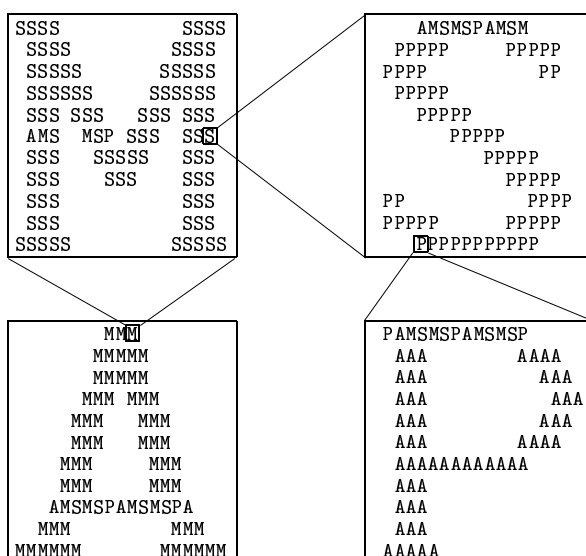 SSSS           SSSS
 SSSS         SSSS
 SSSSS       SSSSS
 SSSSSS     SSSSSS
 SSS SSS   SSS SSS
 AMS  MSP SSS  SSS
 SSS   SSSSS   SSS
 SSS    SSS    SSS
 SSS           SSS
 SSS           SSS
SSSSS         SSSSS
   AMSMSPAMSM
 PPPPP     PPPPP
PPPP          PP
 PPPPP
   PPPPP
      PPPPP
         PPPPP
           PPPPP
PP           PPPP
PPPPP      PPPPP
   PPPPPPPPPPP
        MMM
       MMMMM
       MMMMM
      MMM MMM
     MMM   MMM
     MMM   MMM
    MMM     MMM
    MMM     MMM
   AMSMSPAMSMSPA
  MMM         MMM
MMMMMM       MMMMMM
PAMSMSPAMSMSP
 AAA        AAAA
 AAA          AAA
 AAA           AAA
 AAA          AAA
 AAA        AAAA
 AAAAAAAAAAAA
 AAA
 AAA
 AAA
AAAAA